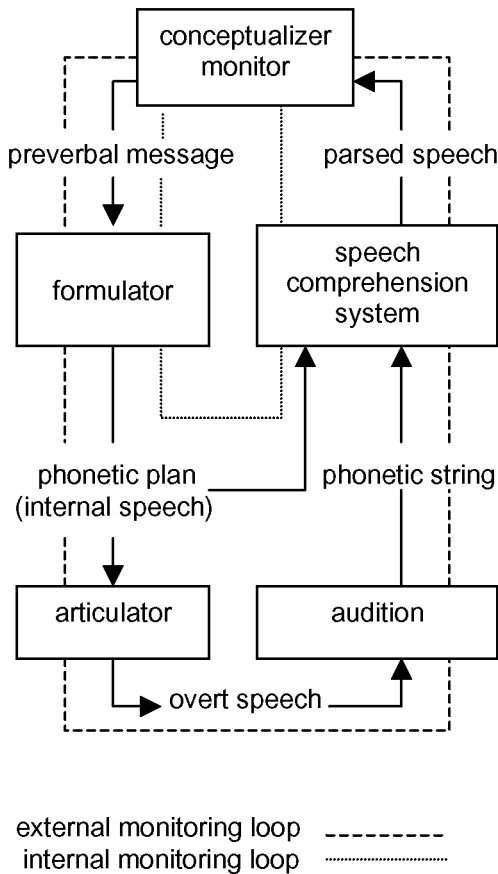 conceptualizer
monitor
preverbal message
parsed speech
formulator
speech
comprehension
system
phonetic plan
(internal speech)
phonetic string
articulator
audition
overt speech
external monitoring loop
internal monitoring loop